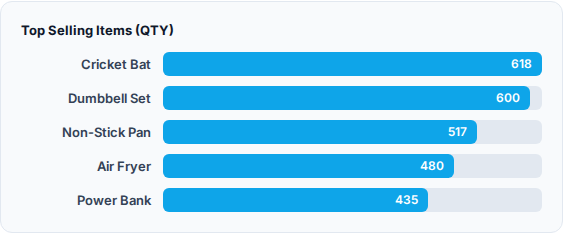 Top Selling Items (QTY)
Cricket Bat 618
Dumbbell Set 600
Non-Stick Pan 517
Air Fryer 480
Power Bank 435